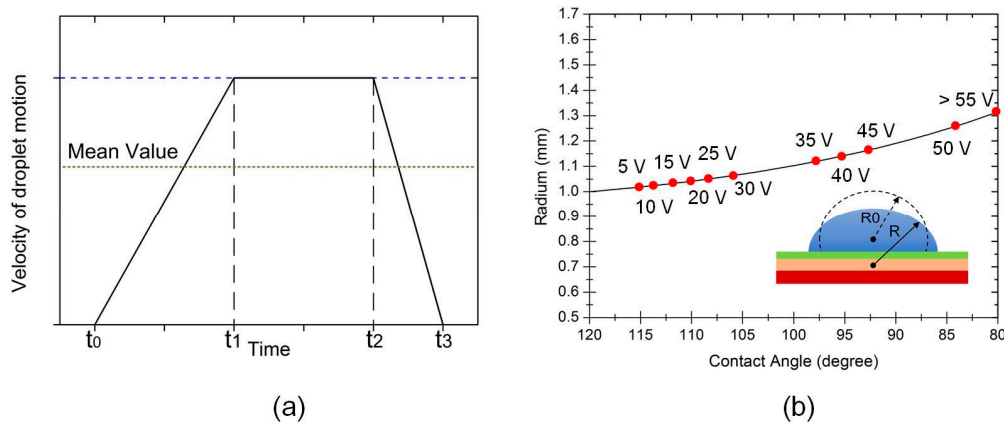 Velocity of droplet motion
Mean Value
t0
t1
t2
t3
Time
(a)
Radium (mm)
1.7
1.6
1.5
1.4
1.3
1.2
1.1
1.0
0.9
0.8
0.7
0.6
0.5
> 55 V
45 V
35 V
50 V
25 V
15 V
5 V
40 V
30 V
20 V
10 V
R0
R
120 115 110 105 100 95 90 85 80
Contact Angle (degree)
(b)